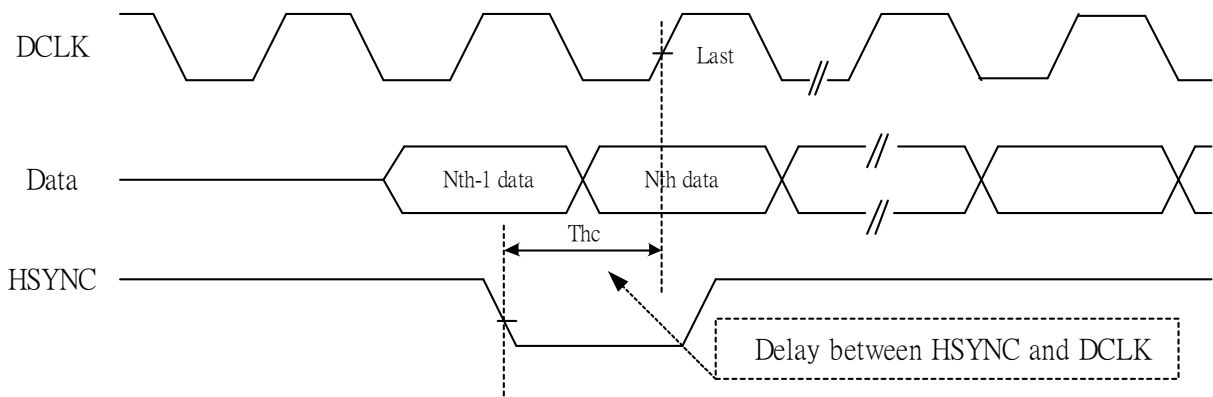 DCLK
Last
Data
Nth-1 data
Nth data
Thc
HSYNC
Delay between HSYNC and DCLK